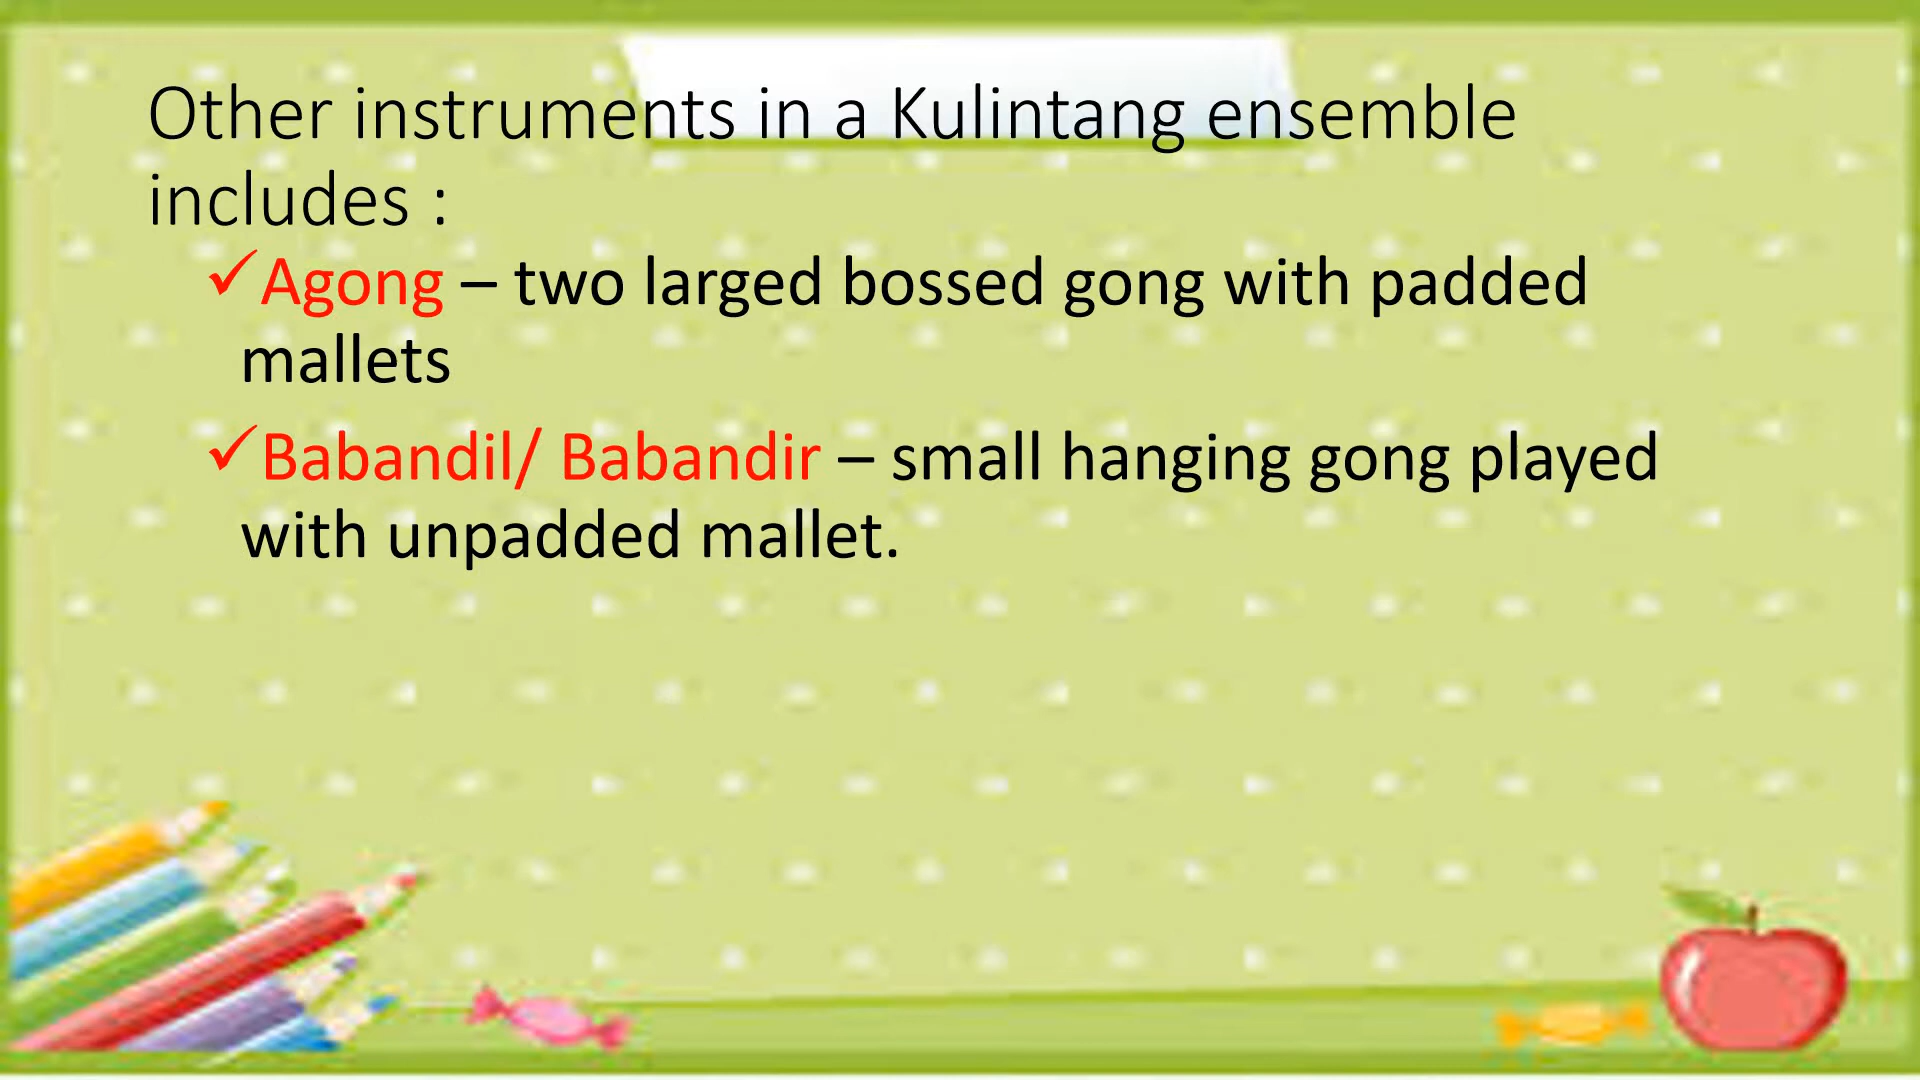 Other instruments in a Kulintang ensemble
includes :
✓Agong – two larged bossed gong with padded
mallets
✓Babandil/ Babandir – small hanging gong played
with unpadded mallet.